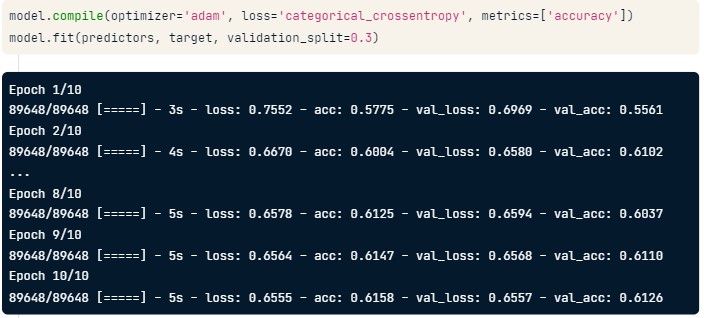 model.compile(optimizer='adam', loss='categorical_crossentropy', metrics=['accuracy'])
model.fit(predictors, target, validation_split=0.3)
Epoch 1/10
89648/89648 [=====] - 3s - loss: 0.7552 - acc: 0.5775 - val_loss: 0.6969 - val_acc: 0.5561
Epoch 2/10
89648/89648 [=====] - 4s - loss: 0.6670 - acc: 0.6004 - val_loss: 0.6580 - val_acc: 0.6102
...
Epoch 8/10
89648/89648 [=====] - 5s - loss: 0.6578 - acc: 0.6125 - val_loss: 0.6594 - val_acc: 0.6037
Epoch 9/10
89648/89648 [=====] - 5s - loss: 0.6564 - acc: 0.6147 - val_loss: 0.6568 - val_acc: 0.6110
Epoch 10/10
89648/89648 [=====] - 5s - loss: 0.6555 - acc: 0.6158 - val_loss: 0.6557 - val_acc: 0.6126